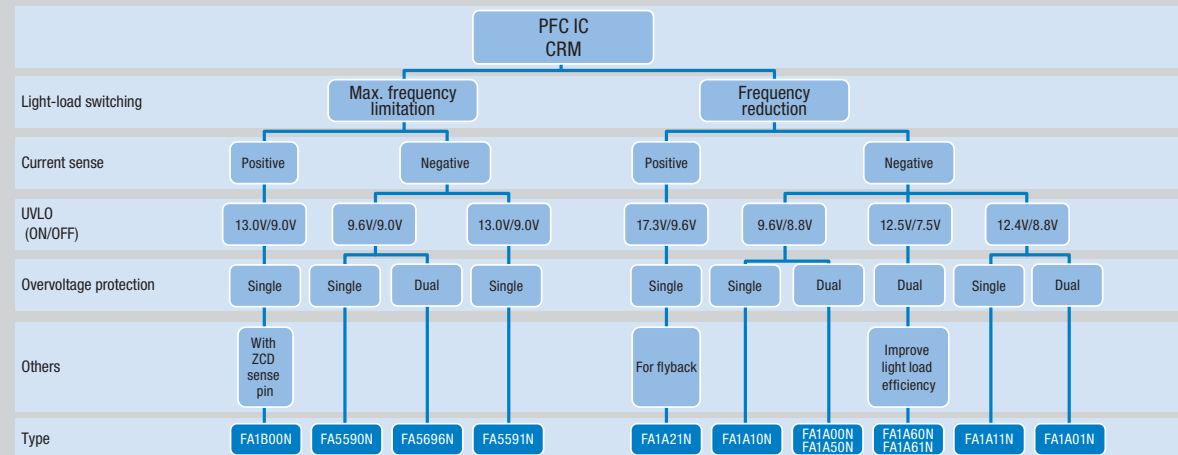 PFC IC
CRM
Light-load switching
Max. frequency
limitation
Frequency
reduction
Current sense
Positive
Negative
Positive
Negative
UVLO
(ON/OFF)
13.0V/9.0V
9.6V/9.0V
13.0V/9.0V
17.3V/9.6V
9.6V/8.8V
12.5V/7.5V
12.4V/8.8V
Overvoltage protection
Single
Single
Dual
Single
Single
Single
Dual
Dual
Single
Dual
Others
With
ZCD
sense
pin
For flyback
Improve
light load
efficiency
Type
FA1B00N
FA5590N
FA5696N
FA5591N
FA1A21N
FA1A10N
FA1A00N
FA1A50N
FA1A60N
FA1A61N
FA1A11N
FA1A01N